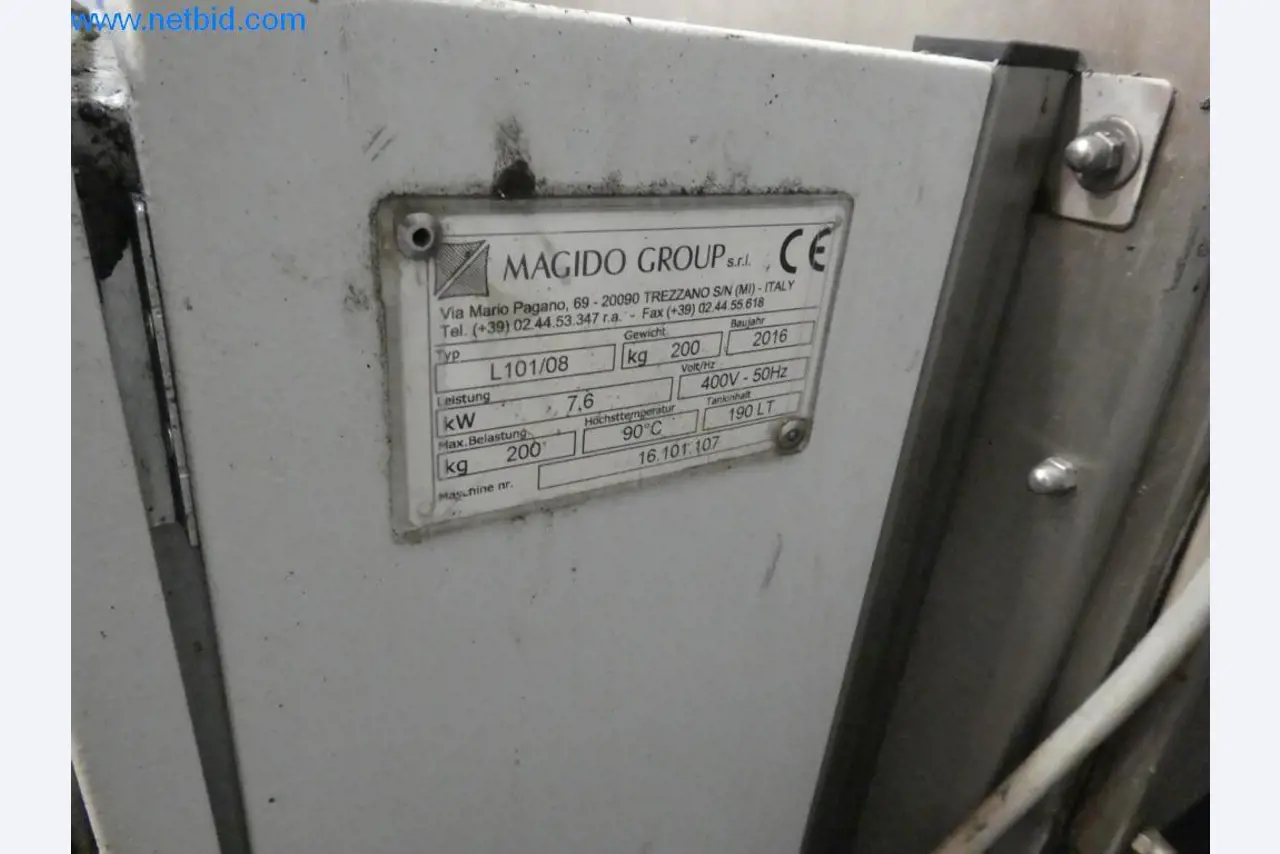 www.netbid.com
MAGIDO GROUP s.r.l. CE
Via Mario Pagano, 69 - 20090 TREZZANO S/N (MI) - ITALY
Tel. (+39) 02.44.53.347 r.a. - Fax (+39) 02.44.55.618
Typ Gewicht Baujahr
L101/08 kg 200 2016
Leistung Volt/Hz
kW 7,6 400V - 50Hz
Max.Belastung Höchsttemperatur Tankinhalt
kg 200 90°C 190 LT
Maschine nr. 16.101.107